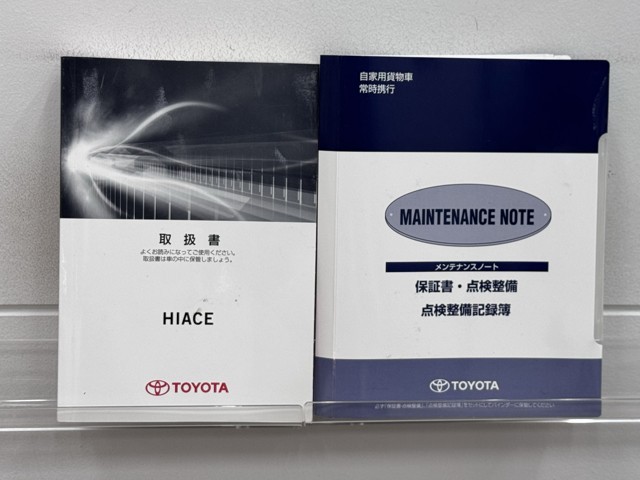 取扱書
よくお読みになってご使用ください。
取扱書は車の中に保管しましょう。
HIACE
TOYOTA
自家用貨物車
常時携行
MAINTENANCE NOTE
メンテナンスノート
保証書・点検整備
点検整備記録簿
TOYOTA